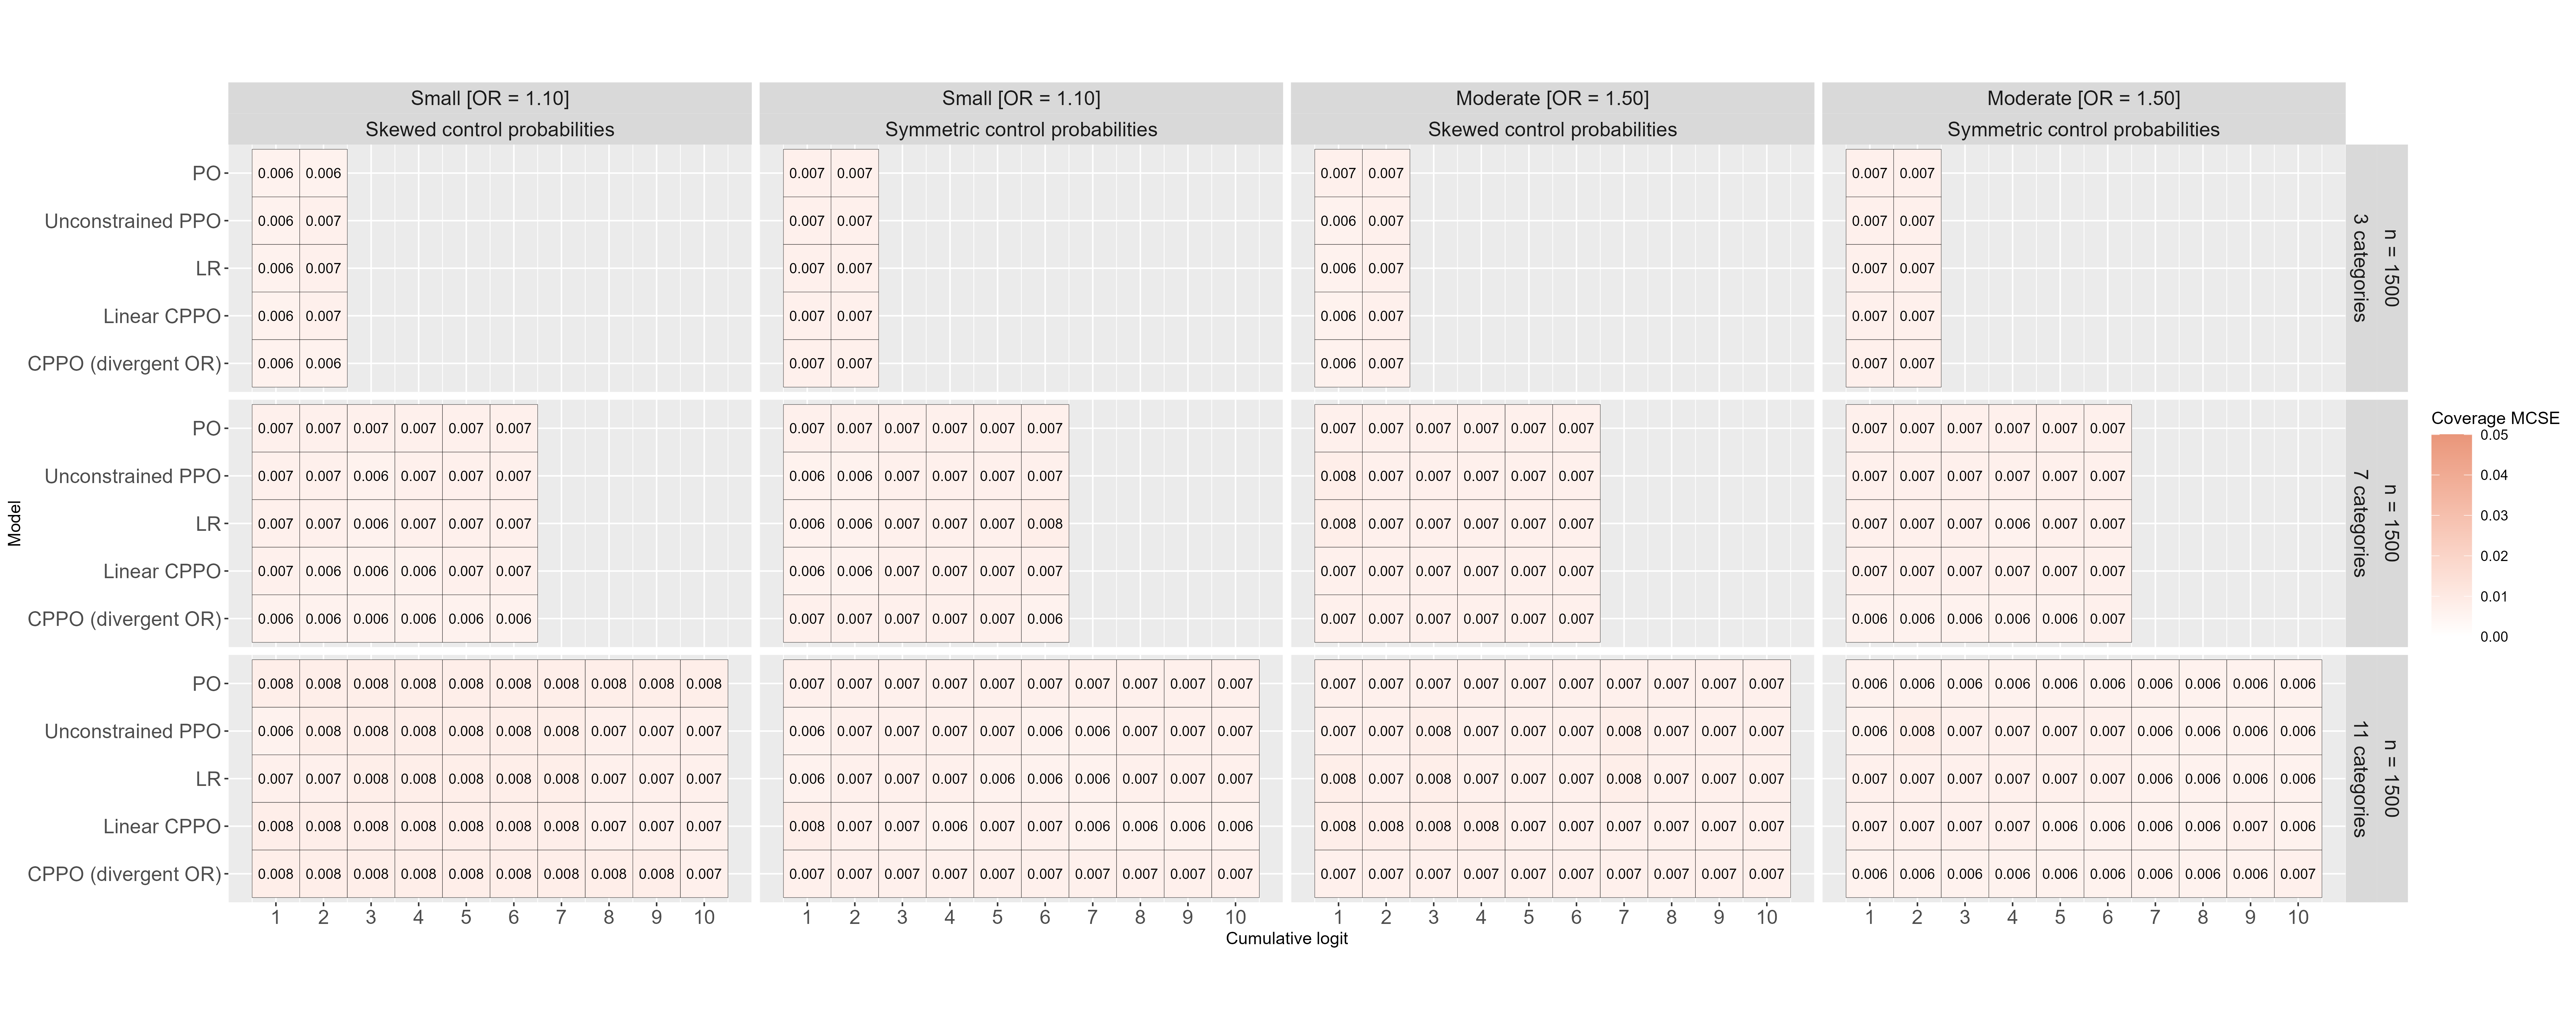 Small [OR = 1.10] Small [OR = 1.10] Moderate [OR = 1.50] Moderate [OR = 1.50]
Skewed control probabilities Symmetric control probabilities Skewed control probabilities Symmetric control probabilities
PO 0.006 0.006 0.007 0.007 0.007 0.007 0.007 0.007
Unconstrained PPO 0.006 0.007 0.007 0.007 0.006 0.007 0.007 0.007
LR 0.006 0.007 0.007 0.007 0.006 0.007 0.007 0.007
Linear CPPO 0.006 0.007 0.007 0.007 0.006 0.007 0.007 0.007
CPPO (divergent OR) 0.006 0.006 0.007 0.007 0.006 0.007 0.007 0.007
n = 1500
3 categories
PO 0.007 0.007 0.007 0.007 0.007 0.007 0.007 0.007 0.007 0.007 0.007 0.007 0.007 0.007 0.007 0.007 0.007 0.007 0.007 0.007 0.007 0.007 0.007 0.007
Unconstrained PPO 0.007 0.007 0.006 0.007 0.007 0.007 0.006 0.006 0.007 0.007 0.007 0.007 0.008 0.007 0.007 0.007 0.007 0.007 0.007 0.007 0.007 0.007 0.007 0.007
LR 0.007 0.007 0.006 0.007 0.007 0.007 0.006 0.006 0.007 0.007 0.007 0.008 0.008 0.007 0.007 0.007 0.007 0.007 0.007 0.007 0.007 0.006 0.007 0.007
Linear CPPO 0.007 0.006 0.006 0.006 0.007 0.007 0.006 0.006 0.007 0.007 0.007 0.007 0.007 0.007 0.007 0.007 0.007 0.007 0.007 0.007 0.007 0.007 0.007 0.007
CPPO (divergent OR) 0.006 0.006 0.006 0.006 0.006 0.006 0.007 0.007 0.007 0.007 0.007 0.006 0.007 0.007 0.007 0.007 0.007 0.007 0.006 0.006 0.006 0.006 0.006 0.007
n = 1500
7 categories
PO 0.008 0.008 0.008 0.008 0.008 0.008 0.008 0.008 0.008 0.008 0.007 0.007 0.007 0.007 0.007 0.007 0.007 0.007 0.007 0.007 0.007 0.007 0.007 0.007 0.007 0.007 0.007 0.007 0.007 0.007 0.006 0.006 0.006 0.006 0.006 0.006 0.006 0.006 0.006 0.006
Unconstrained PPO 0.006 0.008 0.008 0.008 0.008 0.008 0.008 0.007 0.007 0.007 0.006 0.007 0.007 0.007 0.007 0.006 0.006 0.007 0.007 0.007 0.007 0.007 0.008 0.007 0.007 0.007 0.008 0.007 0.007 0.007 0.006 0.008 0.007 0.007 0.007 0.007 0.006 0.006 0.006 0.006
LR 0.007 0.007 0.008 0.008 0.008 0.008 0.008 0.007 0.007 0.007 0.006 0.007 0.007 0.007 0.006 0.006 0.006 0.007 0.007 0.007 0.008 0.007 0.008 0.007 0.007 0.007 0.008 0.007 0.007 0.007 0.007 0.007 0.007 0.007 0.007 0.007 0.006 0.006 0.006 0.006
Linear CPPO 0.008 0.008 0.008 0.008 0.008 0.008 0.008 0.007 0.007 0.007 0.008 0.007 0.007 0.006 0.007 0.007 0.006 0.006 0.006 0.006 0.008 0.008 0.008 0.008 0.007 0.007 0.007 0.007 0.007 0.007 0.007 0.007 0.007 0.007 0.006 0.006 0.006 0.006 0.007 0.006
CPPO (divergent OR) 0.008 0.008 0.008 0.008 0.008 0.008 0.008 0.008 0.008 0.007 0.007 0.007 0.007 0.007 0.007 0.007 0.007 0.007 0.007 0.007 0.007 0.007 0.007 0.007 0.007 0.007 0.007 0.007 0.007 0.007 0.006 0.006 0.006 0.006 0.006 0.006 0.006 0.006 0.006 0.007
n = 1500
11 categories
1 2 3 4 5 6 7 8 9 10 1 2 3 4 5 6 7 8 9 10 1 2 3 4 5 6 7 8 9 10 1 2 3 4 5 6 7 8 9 10
Cumulative logit
Model
Coverage MCSE
0.05
0.04
0.03
0.02
0.01
0.00